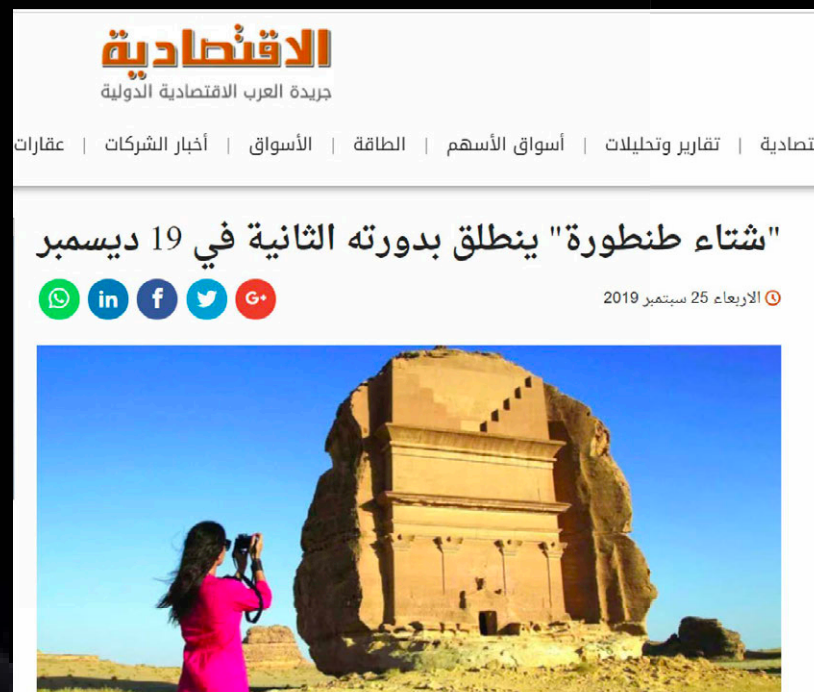 الاقتصادية
جريدة العرب الاقتصادية الدولية
تقارير وتحليلات | أسواق الأسهم | الطاقة | الأسواق | أخبار الشركات | عقارات
"شتاء طنطورة" ينطلق بدورته الثانية في 19 ديسمبر
الاربعاء 25 سبتمبر 2019
G+
f
in